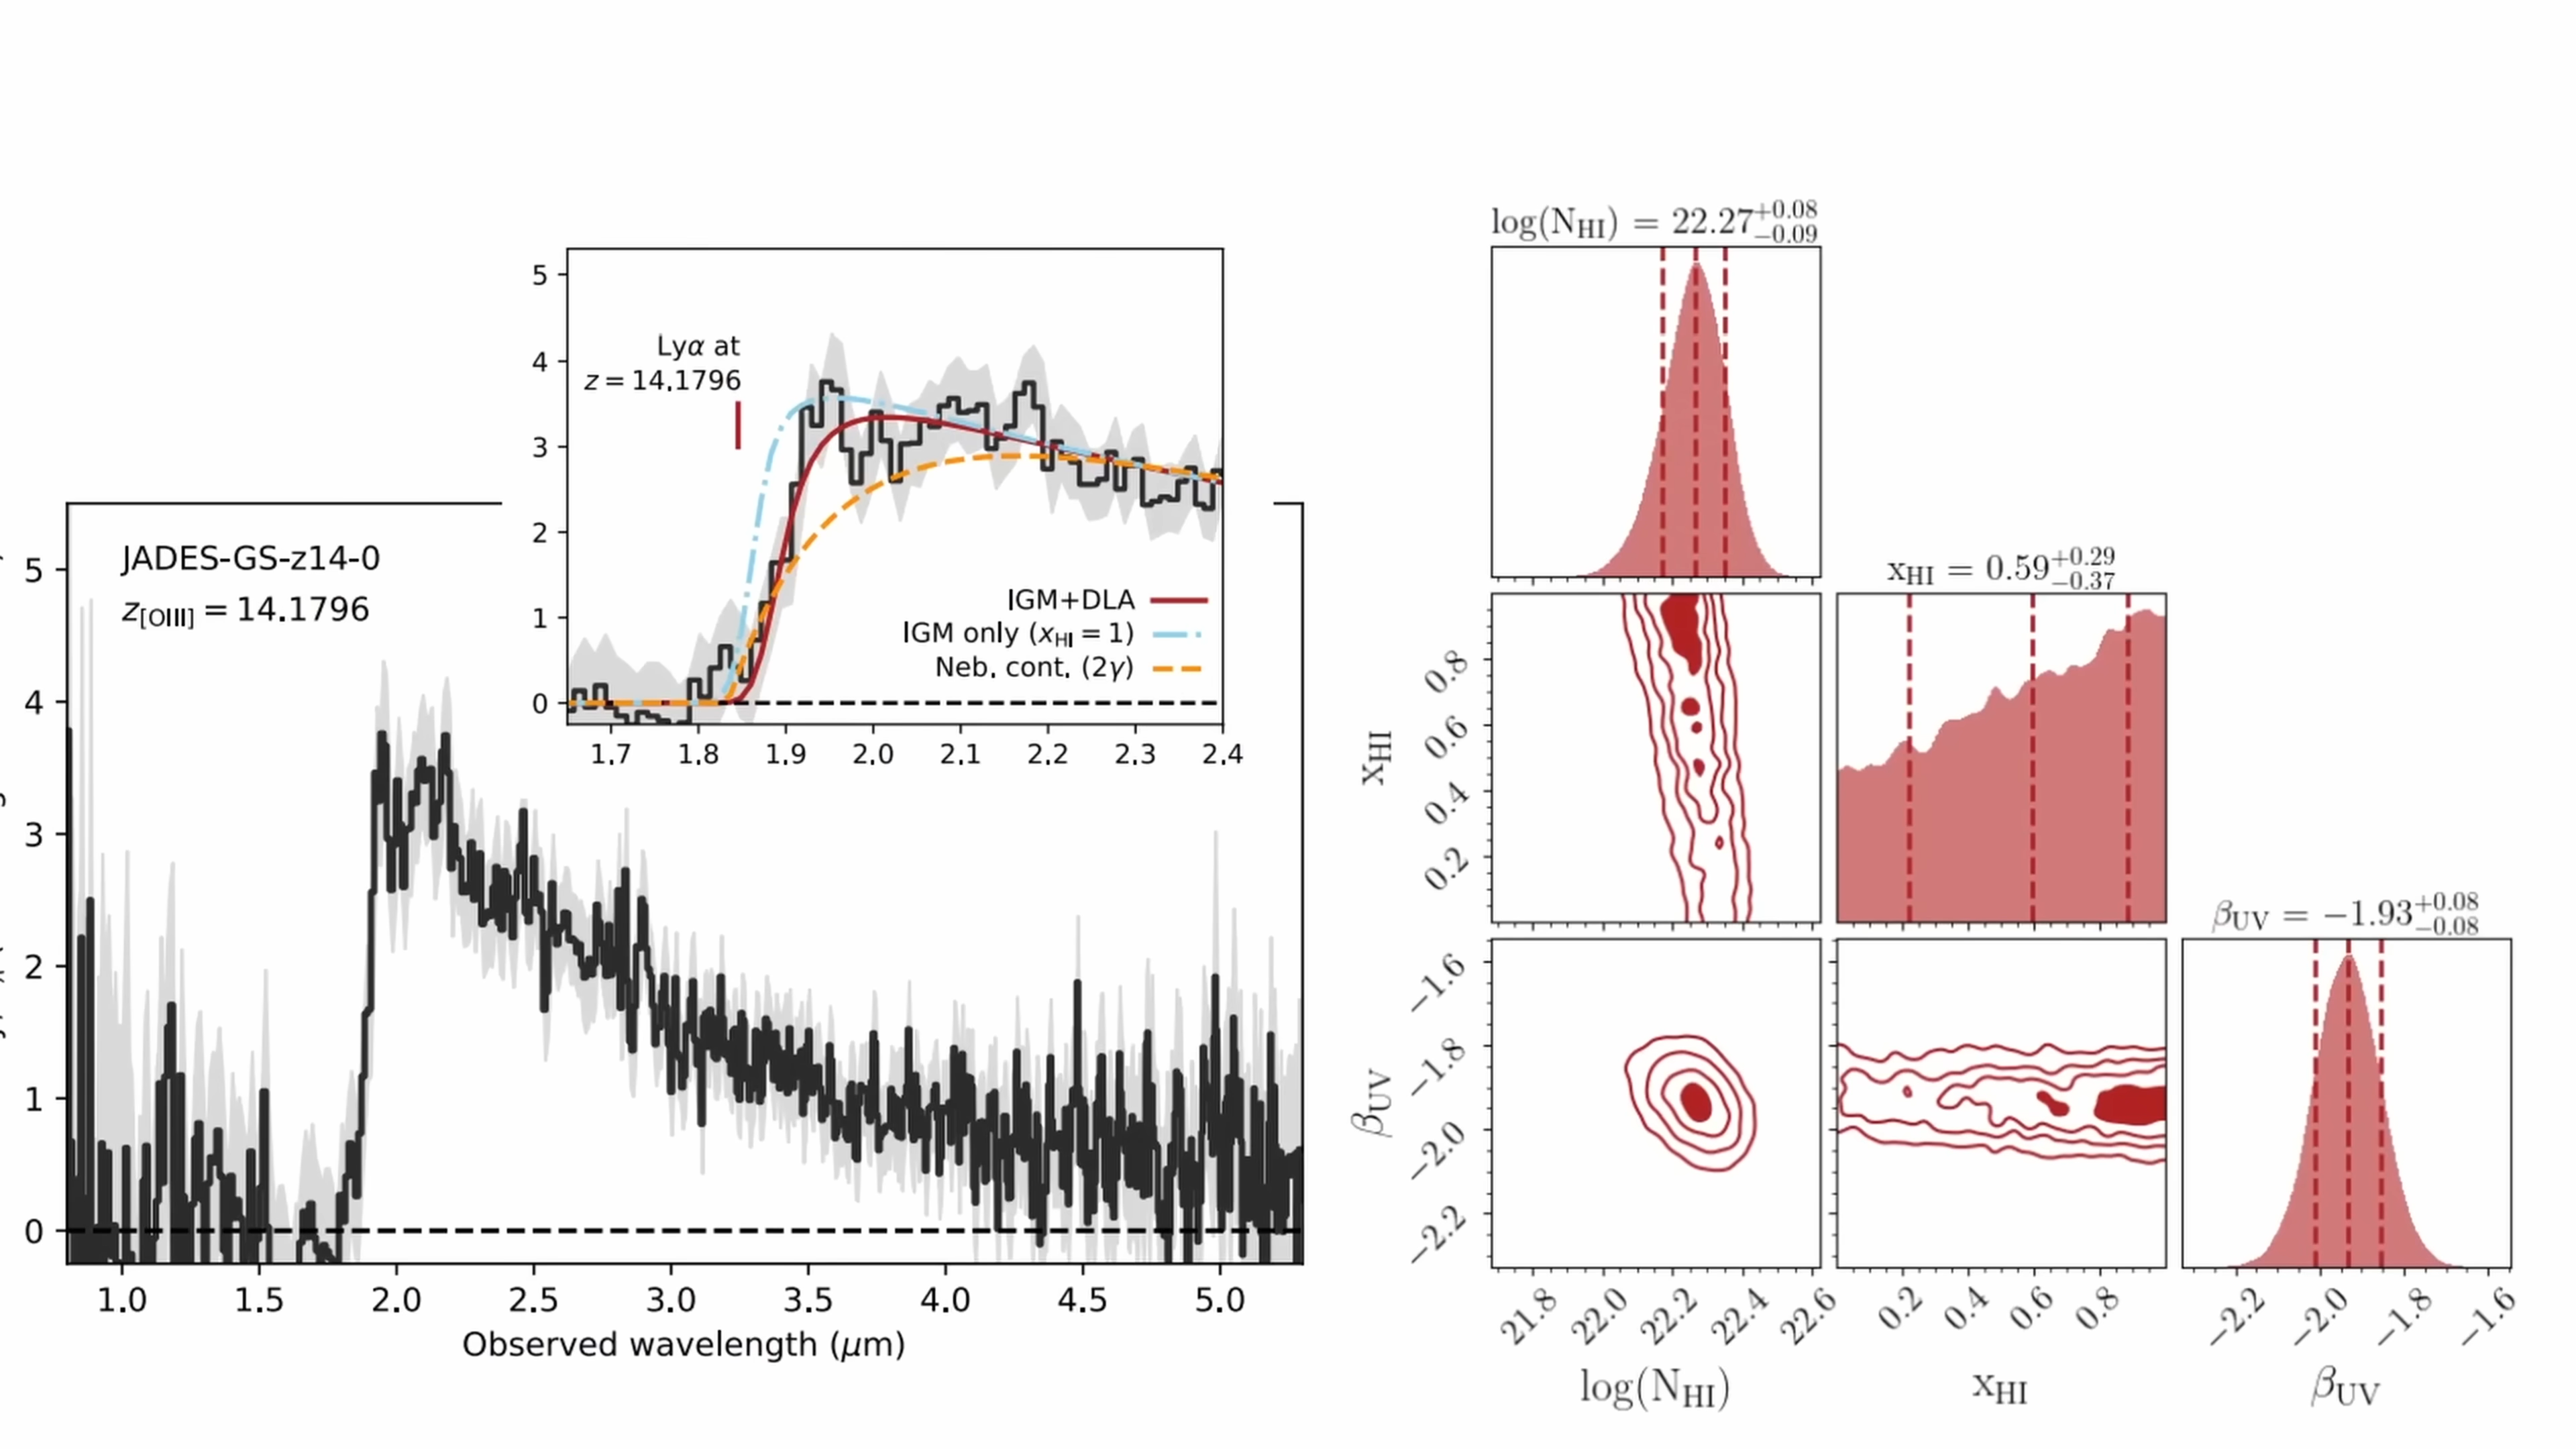 JADES-GS-z14-0
z[OIII] = 14.1796
5
4
3
2
1
0
1.0 1.5 2.0 2.5 3.0 3.5 4.0 4.5 5.0
Observed wavelength (μm)
5
4
3
2
1
0
Lyα at
z = 14.1796
IGM+DLA
IGM only (xHI = 1)
Neb. cont. (2γ)
1.7 1.8 1.9 2.0 2.1 2.2 2.3 2.4
log(NHI) = 22.27+0.08−0.09
xHI = 0.59+0.29−0.37
xHI
0.8
0.6
0.4
0.2
βUV = −1.93+0.08−0.08
βUV
−1.6
−1.8
−2.0
−2.2
21.8 22.0 22.2 22.4 22.6
0.2 0.4 0.6 0.8
−2.2 −2.0 −1.8 −1.6
log(NHI)
xHI
βUV